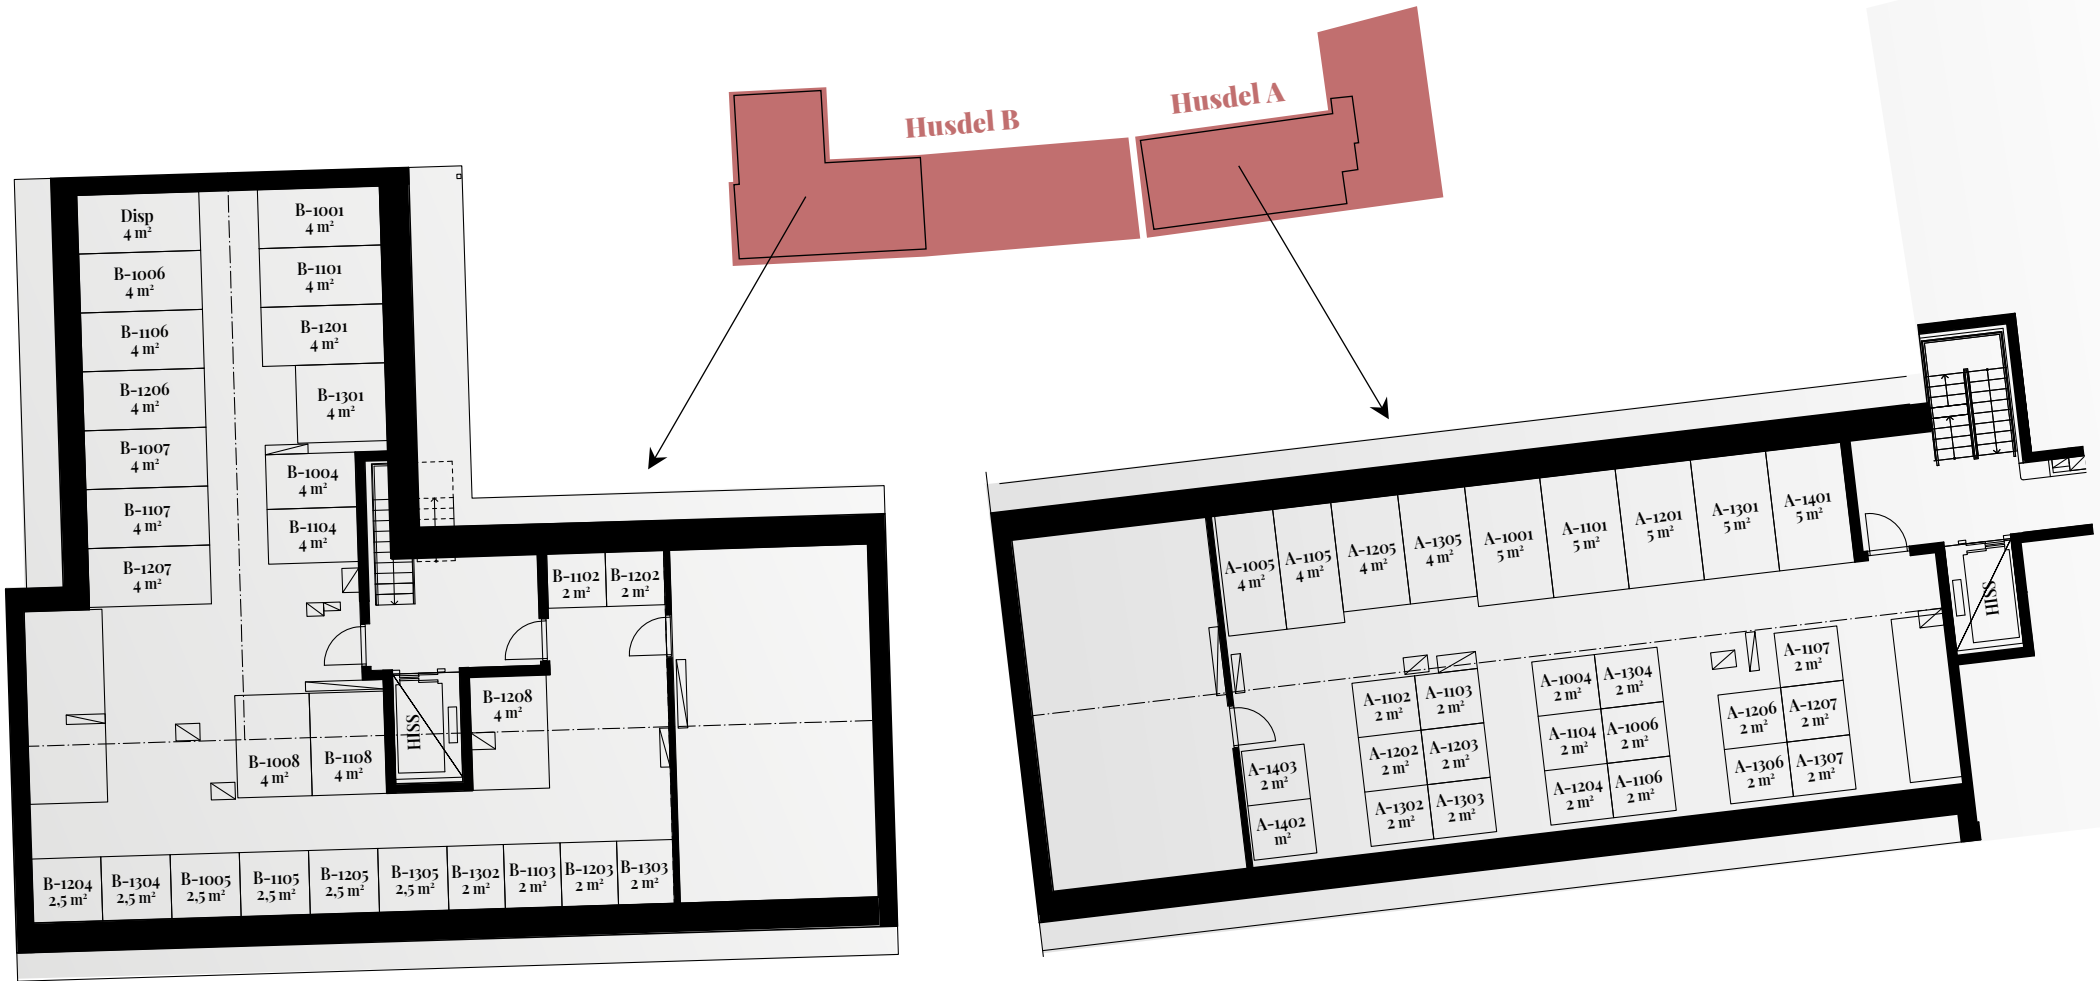 Husdel B
Husdel A
Disp
4 m²
B-1006
4 m²
B-1106
4 m²
B-1206
4 m²
B-1007
4 m²
B-1107
4 m²
B-1207
4 m²
B-1001
4 m²
B-1101
4 m²
B-1201
4 m²
B-1301
4 m²
B-1004
4 m²
B-1104
4 m²
B-1102
2 m²
B-1202
2 m²
B-1008
4 m²
B-1108
4 m²
HISS
B-1208
4 m²
B-1204
2,5 m²
B-1304
2,5 m²
B-1005
2,5 m²
B-1105
2,5 m²
B-1205
2,5 m²
B-1305
2,5 m²
B-1302
2 m²
B-1103
2 m²
B-1203
2 m²
B-1303
2 m²
A-1005
4 m²
A-1105
4 m²
A-1205
4 m²
A-1305
4 m²
A-1001
5 m²
A-1101
5 m²
A-1201
5 m²
A-1301
5 m²
A-1401
5 m²
HISS
A-1403
2 m²
A-1402
m²
A-1102
2 m²
A-1103
2 m²
A-1202
2 m²
A-1203
2 m²
A-1302
2 m²
A-1303
2 m²
A-1004
2 m²
A-1304
2 m²
A-1104
2 m²
A-1006
2 m²
A-1204
2 m²
A-1106
2 m²
A-1107
2 m²
A-1206
2 m²
A-1207
2 m²
A-1306
2 m²
A-1307
2 m²